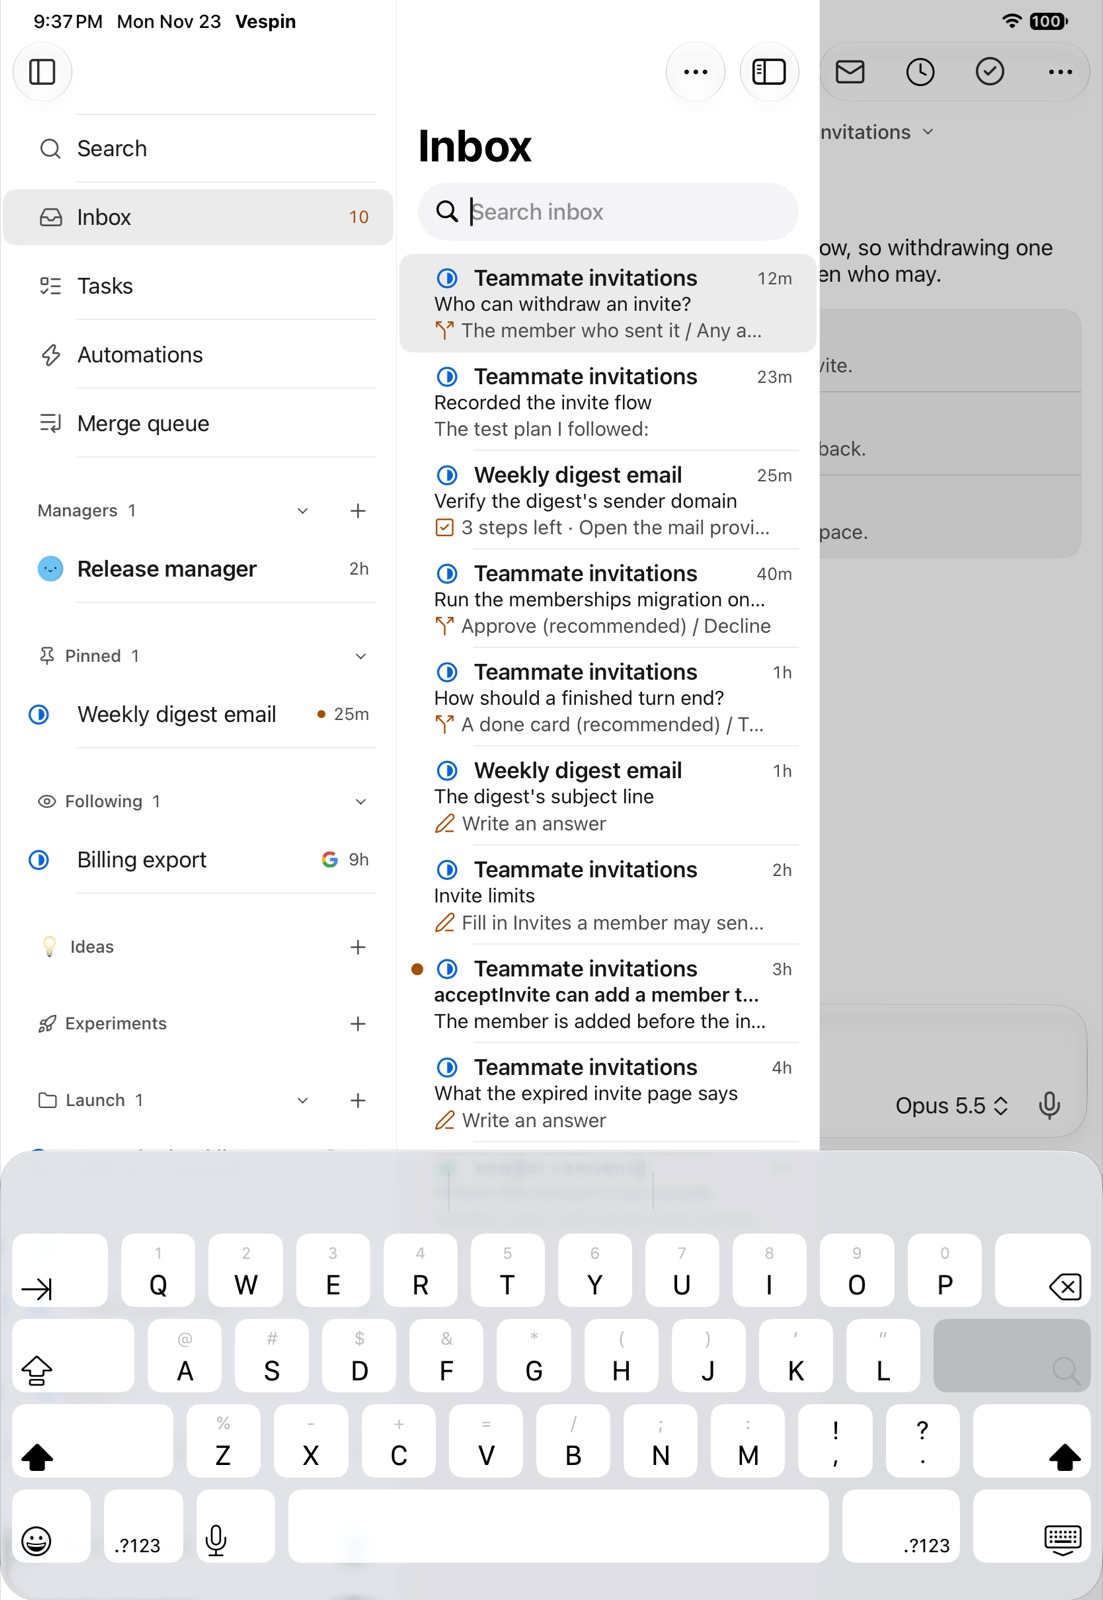 9:37 PM Mon Nov 23 Vespin
100
Search
Inbox 10
Tasks
Automations
Merge queue
Managers 1
Release manager 2h
Pinned 1
Weekly digest email 25m
Following 1
Billing export 9h
Ideas
Experiments
Launch 1
Inbox
Search inbox
Teammate invitations 12m
Who can withdraw an invite?
The member who sent it / Any a...
Teammate invitations 23m
Recorded the invite flow
The test plan I followed:
Weekly digest email 25m
Verify the digest's sender domain
3 steps left · Open the mail provi...
Teammate invitations 40m
Run the memberships migration on...
Approve (recommended) / Decline
Teammate invitations 1h
How should a finished turn end?
A done card (recommended) / T...
Weekly digest email 1h
The digest's subject line
Write an answer
Teammate invitations 2h
Invite limits
Fill in Invites a member may sen...
Teammate invitations 3h
acceptInvite can add a member t...
The member is added before the in...
Teammate invitations 4h
What the expired invite page says
Write an answer
nvitations
ow, so withdrawing one
en who may.
vite.
back.
pace.
Opus 5.5
1 2 3 4 5 6 7 8 9 0
Q W E R T Y U I O P
@ # $ & * ( ) ' "
A S D F G H J K L
% - + = / ; : ! ?
Z X C V B N M , .
.?123 .?123